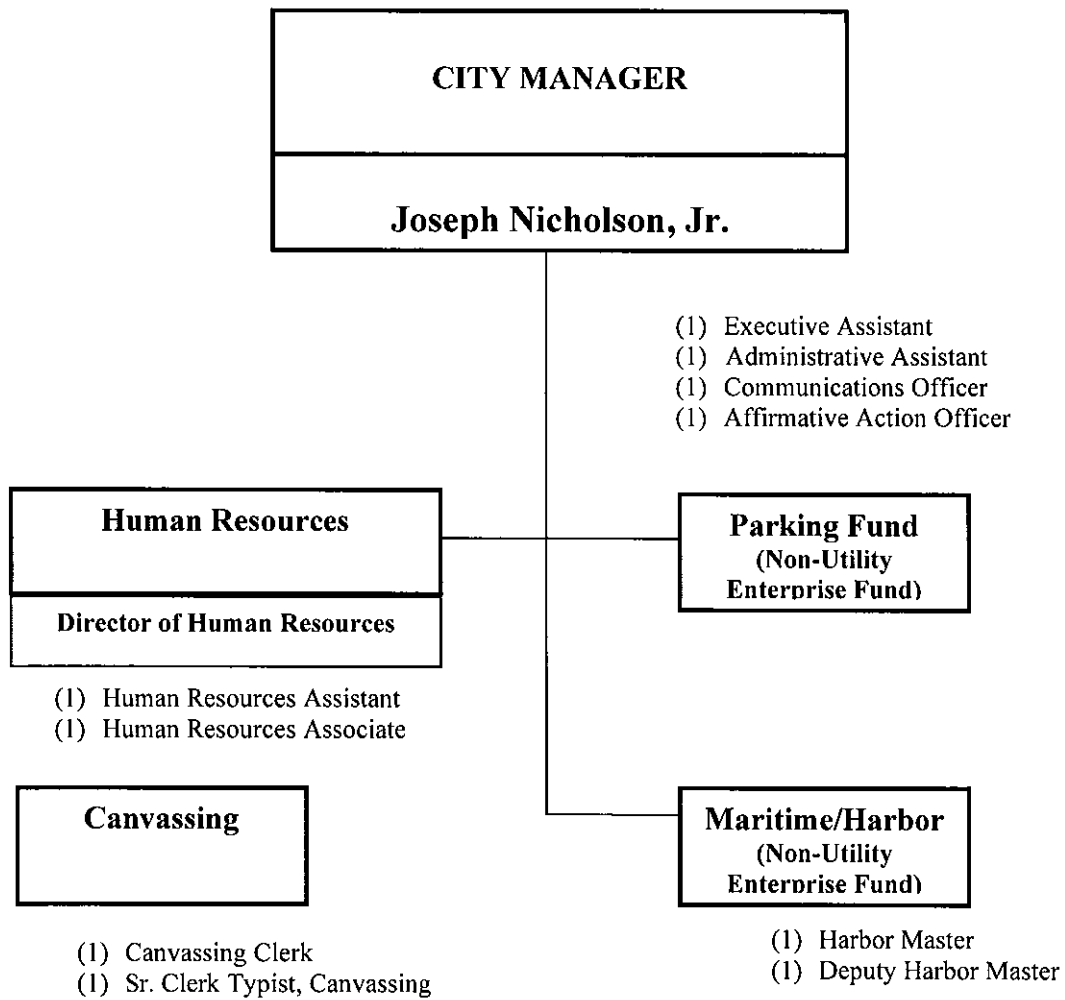 CITY MANAGER
Joseph Nicholson, Jr.
(1) Executive Assistant
(1) Administrative Assistant
(1) Communications Officer
(1) Affirmative Action Officer
Human Resources
Director of Human Resources
(1) Human Resources Assistant
(1) Human Resources Associate
Parking Fund
(Non-Utility
Enterprise Fund)
Canvassing
(1) Canvassing Clerk
(1) Sr. Clerk Typist, Canvassing
Maritime/Harbor
(Non-Utility
Enterprise Fund)
(1) Harbor Master
(1) Deputy Harbor Master